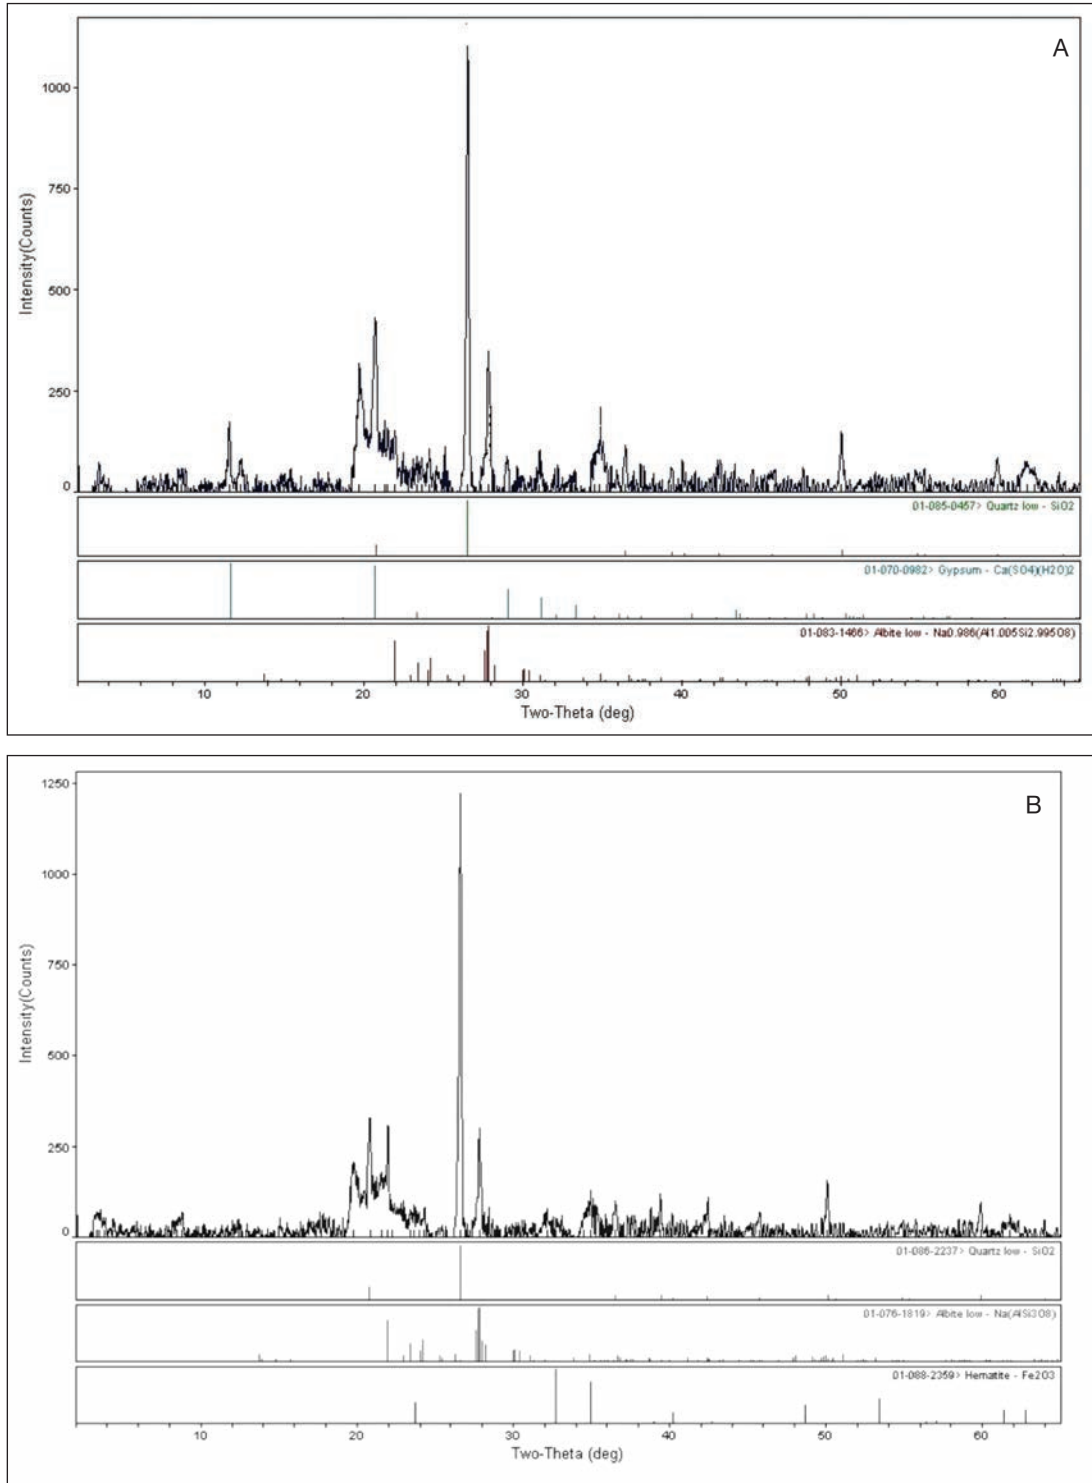 A
1000
750
500
250
0
Intensity(Counts)
01-085-0457> Quartz low - SiO2
01-070-0982> Gypsum - Ca(SO4)(H2O)2
01-083-1466> Albite low - Na0.986(Al1.005Si2.995O8)
10 20 30 40 50 60
Two-Theta (deg)
B
1250
1000
750
500
250
0
Intensity(Counts)
01-086-2237> Quartz low - SiO2
01-076-1819> Albite low - Na(AlSi3O8)
01-088-2359> Hematite - Fe2O3
10 20 30 40 50 60
Two-Theta (deg)